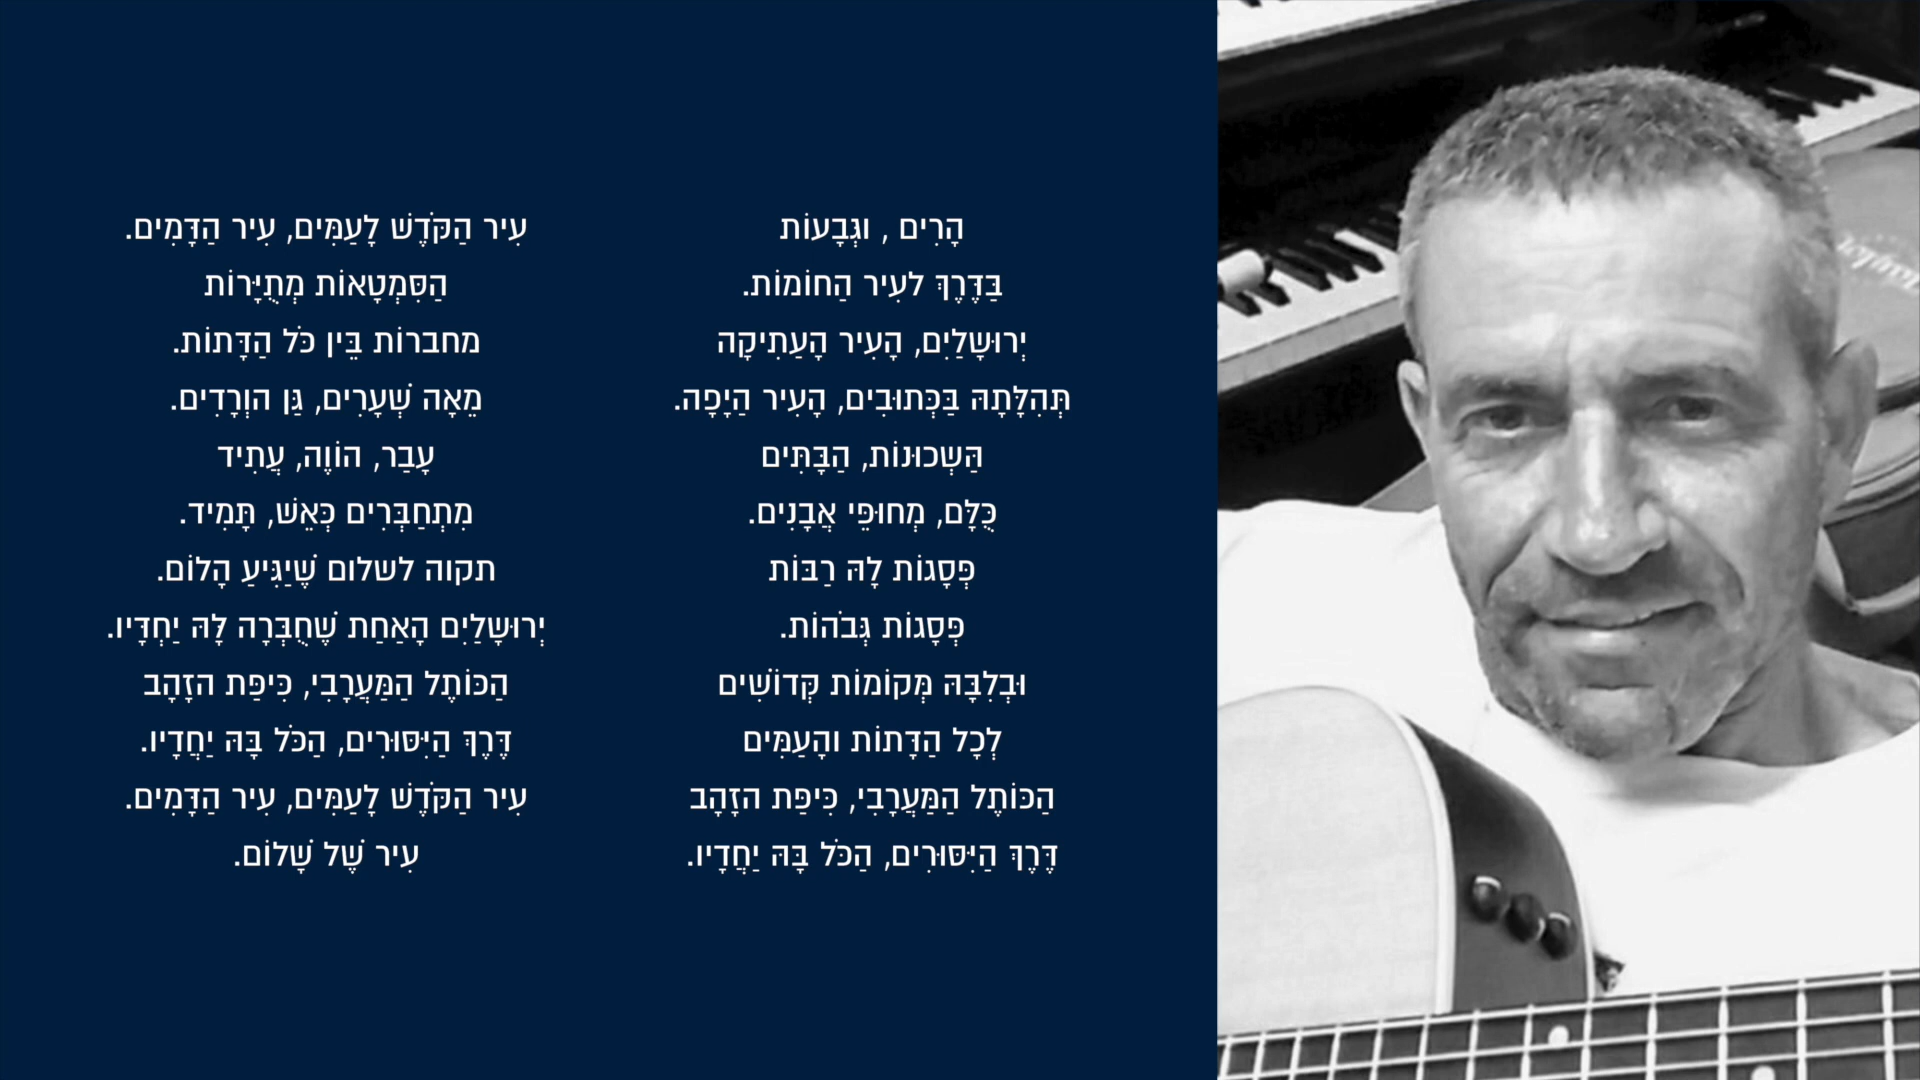 הָרִים , וגְבָעוֹת
בַּדֶּרֶךְ לעִיר הַחוֹמוֹת.
יְרוּשָׁלַיִם, הָעִיר הָעַתִיקָה
תְּהִלָּתָהּ בַּכְּתוּבִים, הָעִיר הַיָפָה.
הַשְכוּנוֹת, הַבָּתִּים
כֻּלָּם, מְחוּפֵּי אֲבָנִים.
פְּסָגוֹת לָהּ רַבּוֹת
פְּסָגוֹת גְּבֹהוֹת.
וּבְלִבָּהּ מְּקוֹמוֹת קְּדוֹשִׁים
לְכָל הַדָּתוֹת והָעַמִּים
הַכּוֹתֶל הַמַּעֲרָבִי, כִּיפַּת הזָהָב
דֶּרֶךְ הַיִּסּוּרִים, הַכֹּל בָּהּ יַחֲדָיו.
עִיר הַקֹּדֶשׁ לָעַמִּים, עִיר הַדָּמִים.
הַסִּמְטָאוֹת מְתֻיָּרוֹת
מחברוֹת בֵּין כֹּל הַדָּתוֹת.
מֵאָה שְׁעָרִים, גַּן הוְרָדִים.
עָבַר, הוֹוֶה, עֲתִיד
מִתְחַבְּרִים כְּאֵשׁ, תָּמִיד.
תקוה לשלום שֶׁיַגִּיעַ הָלוֹם.
יְרוּשָׁלַיִם הָאַחַת שֶׁחֻבְּרָה לָּהּ יַחְדָּיו.
הַכּוֹתֶל הַמַּעֲרָבִי, כִּיפַּת הזָהָב
דֶּרֶךְ הַיִּסּוּרִים, הַכֹּל בָּהּ יַחֲדָיו.
עִיר הַקֹּדֶשׁ לָעַמִּים, עִיר הַדָּמִים.
עִיר שֶׁל שָׁלוֹם.